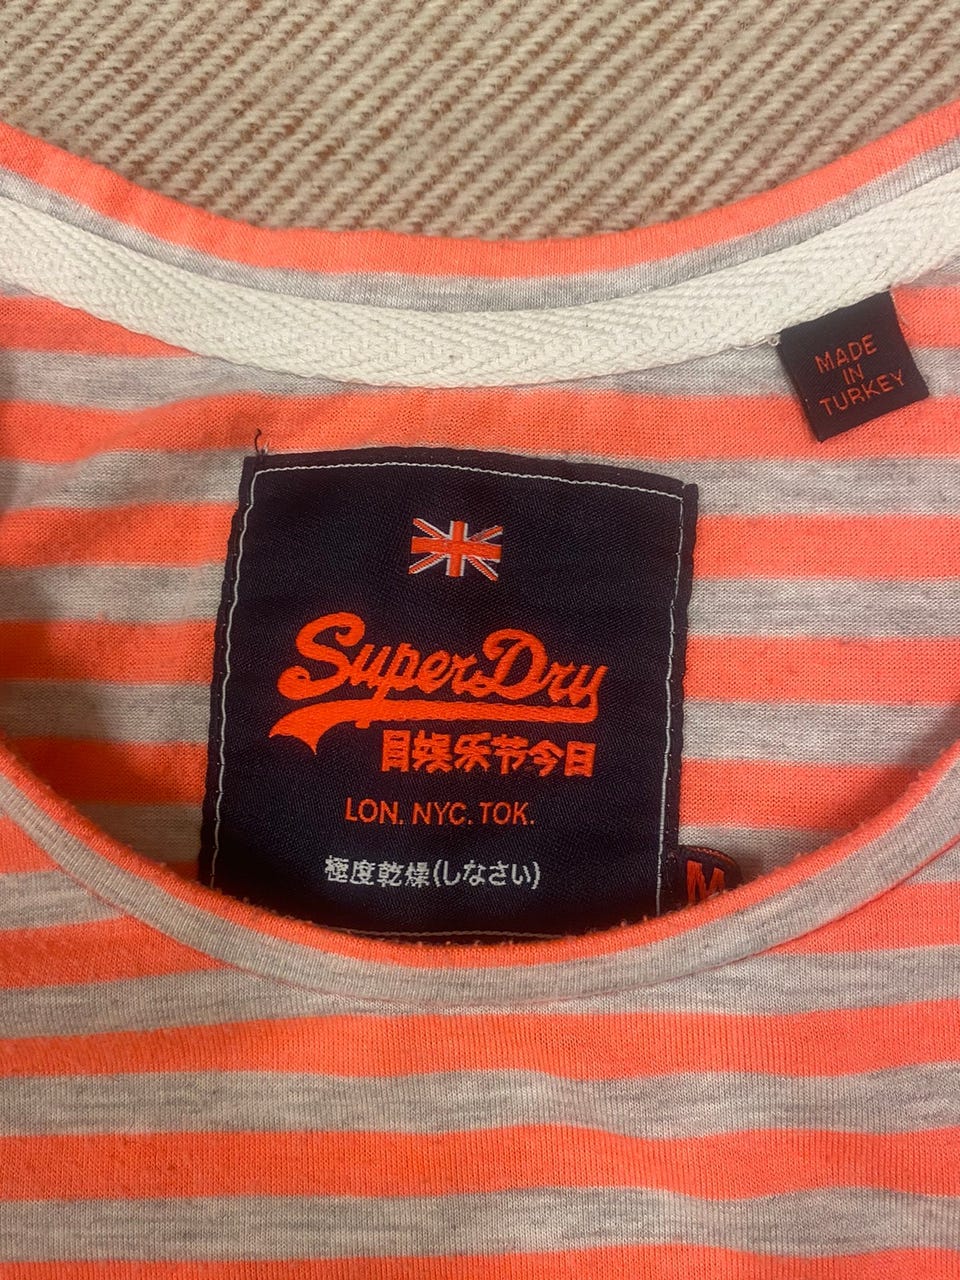 MADE
IN
TURKEY
SuperDry
目娱乐节今日
LON. NYC. TOK.
極度乾燥(しなさい)
M